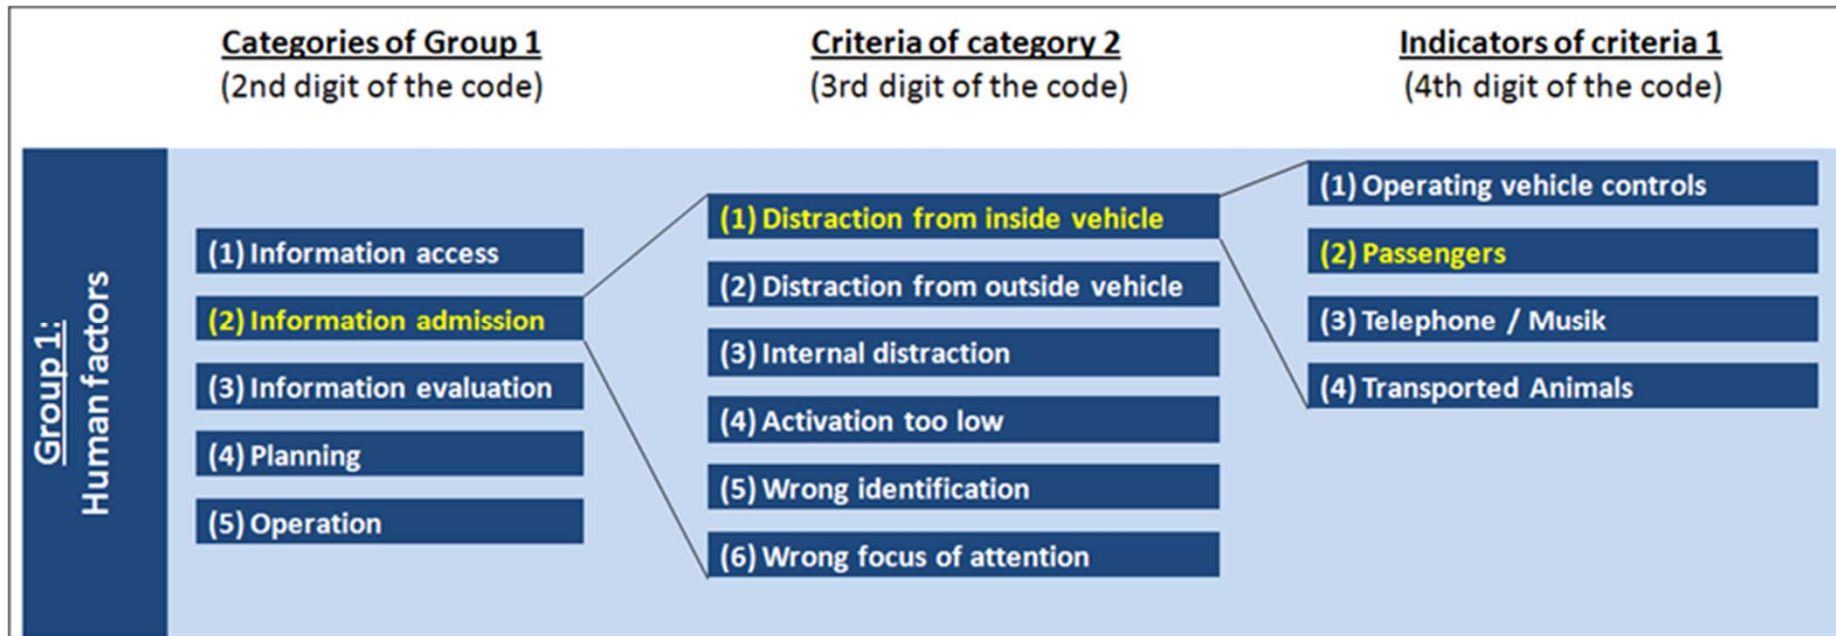 Categories of Group 1
(2nd digit of the code)
Criteria of category 2
(3rd digit of the code)
Indicators of criteria 1
(4th digit of the code)
Group 1:
Human factors
(1) Information access
(2) Information admission
(3) Information evaluation
(4) Planning
(5) Operation
(1) Distraction from inside vehicle
(2) Distraction from outside vehicle
(3) Internal distraction
(4) Activation too low
(5) Wrong identification
(6) Wrong focus of attention
(1) Operating vehicle controls
(2) Passengers
(3) Telephone / Musik
(4) Transported Animals